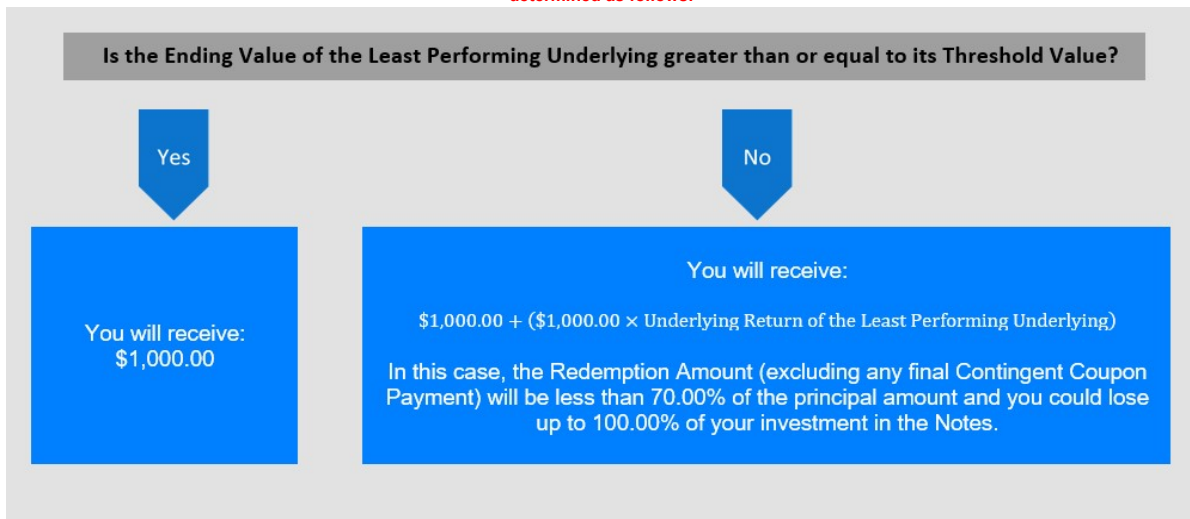 determined as follows:
Is the Ending Value of the Least Performing Underlying greater than or equal to its Threshold Value?
Yes
No
You will receive:
$1,000.00
You will receive:
$1,000.00 + ($1,000.00 × Underlying Return of the Least Performing Underlying)
In this case, the Redemption Amount (excluding any final Contingent Coupon
Payment) will be less than 70.00% of the principal amount and you could lose
up to 100.00% of your investment in the Notes.